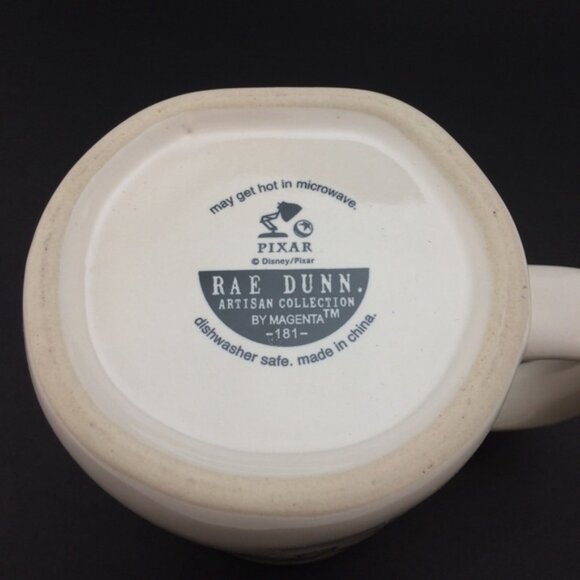 may get hot in microwave.
PIXAR
© Disney/Pixar
RAE DUNN.
ARTISAN COLLECTION
BY MAGENTA™
-181-
dishwasher safe. made in china.